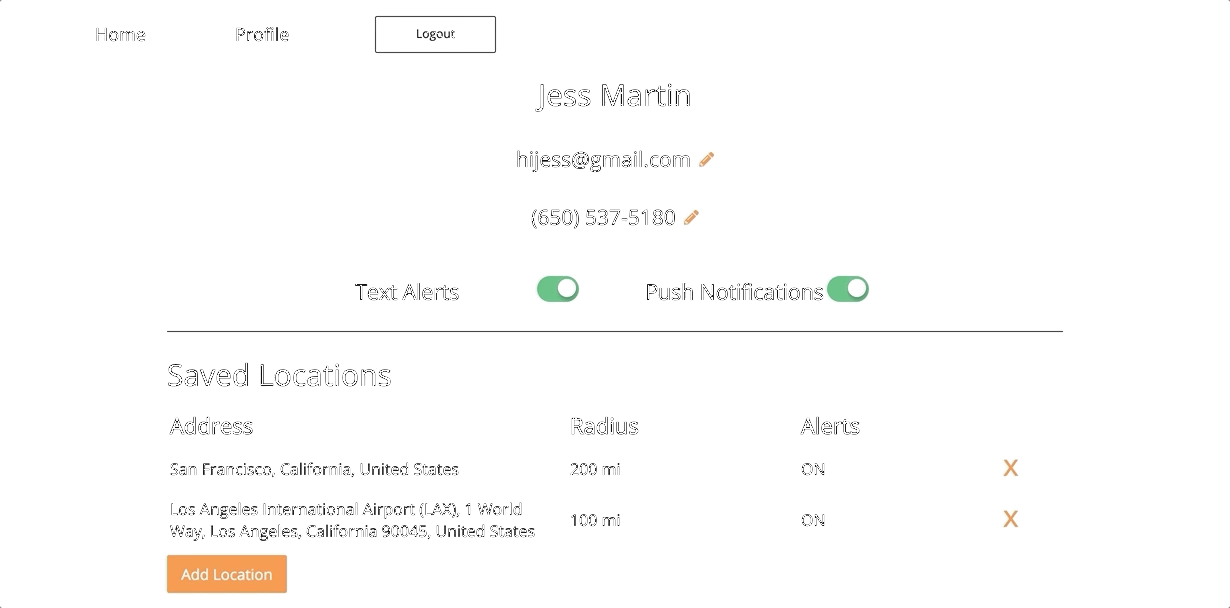 Home Profile Logout
Jess Martin
hijess@gmail.com
(650) 537-5180
Text Alerts Push Notifications
Saved Locations
Address Radius Alerts
San Francisco, California, United States 200 mi ON X
Los Angeles International Airport (LAX), 1 World
Way, Los Angeles, California 90045, United States 100 mi ON X
Add Location